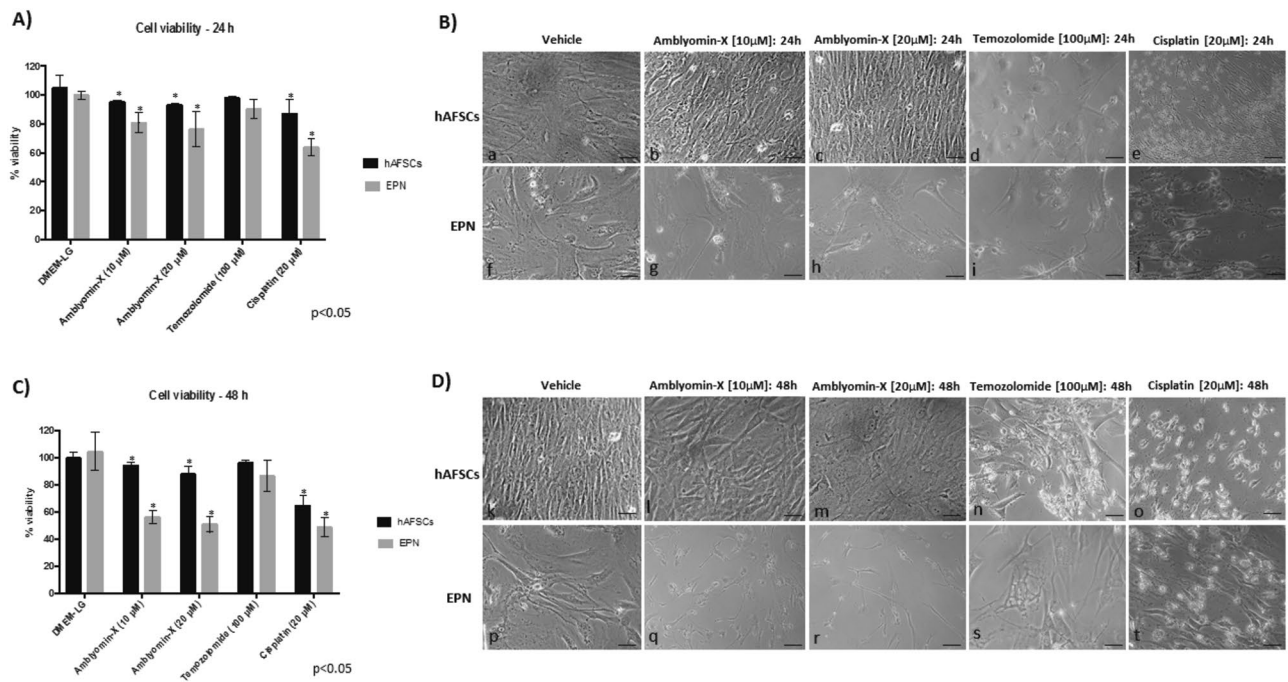 A)
Cell viability - 24 h
% viability
120
100
80
60
40
20
0
* * * * * *
DMEM-LG
Amblyomin-X (10 µM)
Amblyomin-X (20 µM)
Temozolomide (100 µM)
Cisplatin (20 µM)
hAFSCs
EPN
p<0.05
B)
Vehicle Amblyomin-X [10µM]: 24h Amblyomin-X [20µM]: 24h Temozolomide [100µM]: 24h Cisplatin [20µM]: 24h
hAFSCs
a b c d e
EPN
f g h i j
C)
Cell viability - 48 h
% viability
120
100
80
60
40
20
0
* * * * * *
DMEM-LG
Amblyomin-X (10 µM)
Amblyomin-X (20 µM)
Temozolomide (100 µM)
Cisplatin (20 µM)
hAFSCs
EPN
p<0.05
D)
Vehicle Amblyomin-X [10µM]: 48h Amblyomin-X [20µM]: 48h Temozolomide [100µM]: 48h Cisplatin [20µM]: 48h
hAFSCs
k l m n o
EPN
p q r s t